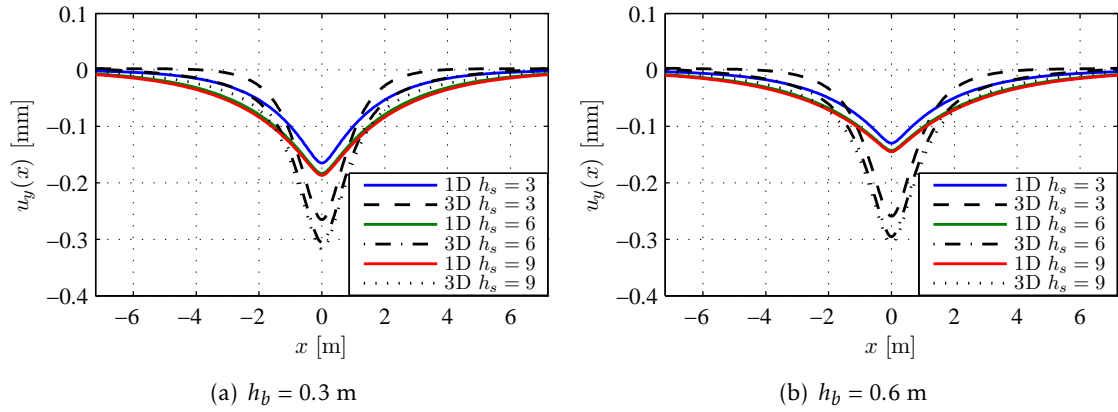 0.1
0
−0.1
−0.2
−0.3
−0.4
u_y(x) [mm]
1D h_s = 3
3D h_s = 3
1D h_s = 6
3D h_s = 6
1D h_s = 9
3D h_s = 9
−6 −4 −2 0 2 4 6
x [m]
(a) h_b = 0.3 m
0.1
0
−0.1
−0.2
−0.3
−0.4
u_y(x) [mm]
1D h_s = 3
3D h_s = 3
1D h_s = 6
3D h_s = 6
1D h_s = 9
3D h_s = 9
−6 −4 −2 0 2 4 6
x [m]
(b) h_b = 0.6 m